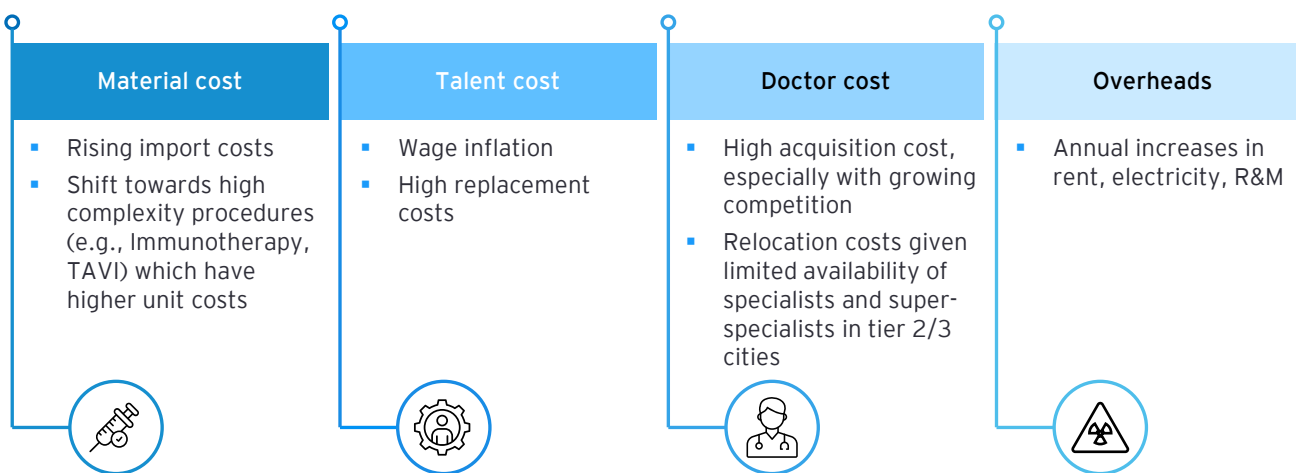 Material cost
▪ Rising import costs
▪ Shift towards high
complexity procedures
(e.g., Immunotherapy,
TAVI) which have
higher unit costs
Talent cost
▪ Wage inflation
▪ High replacement
costs
Doctor cost
▪ High acquisition cost,
especially with growing
competition
▪ Relocation costs given
limited availability of
specialists and super-
specialists in tier 2/3
cities
Overheads
▪ Annual increases in
rent, electricity, R&M